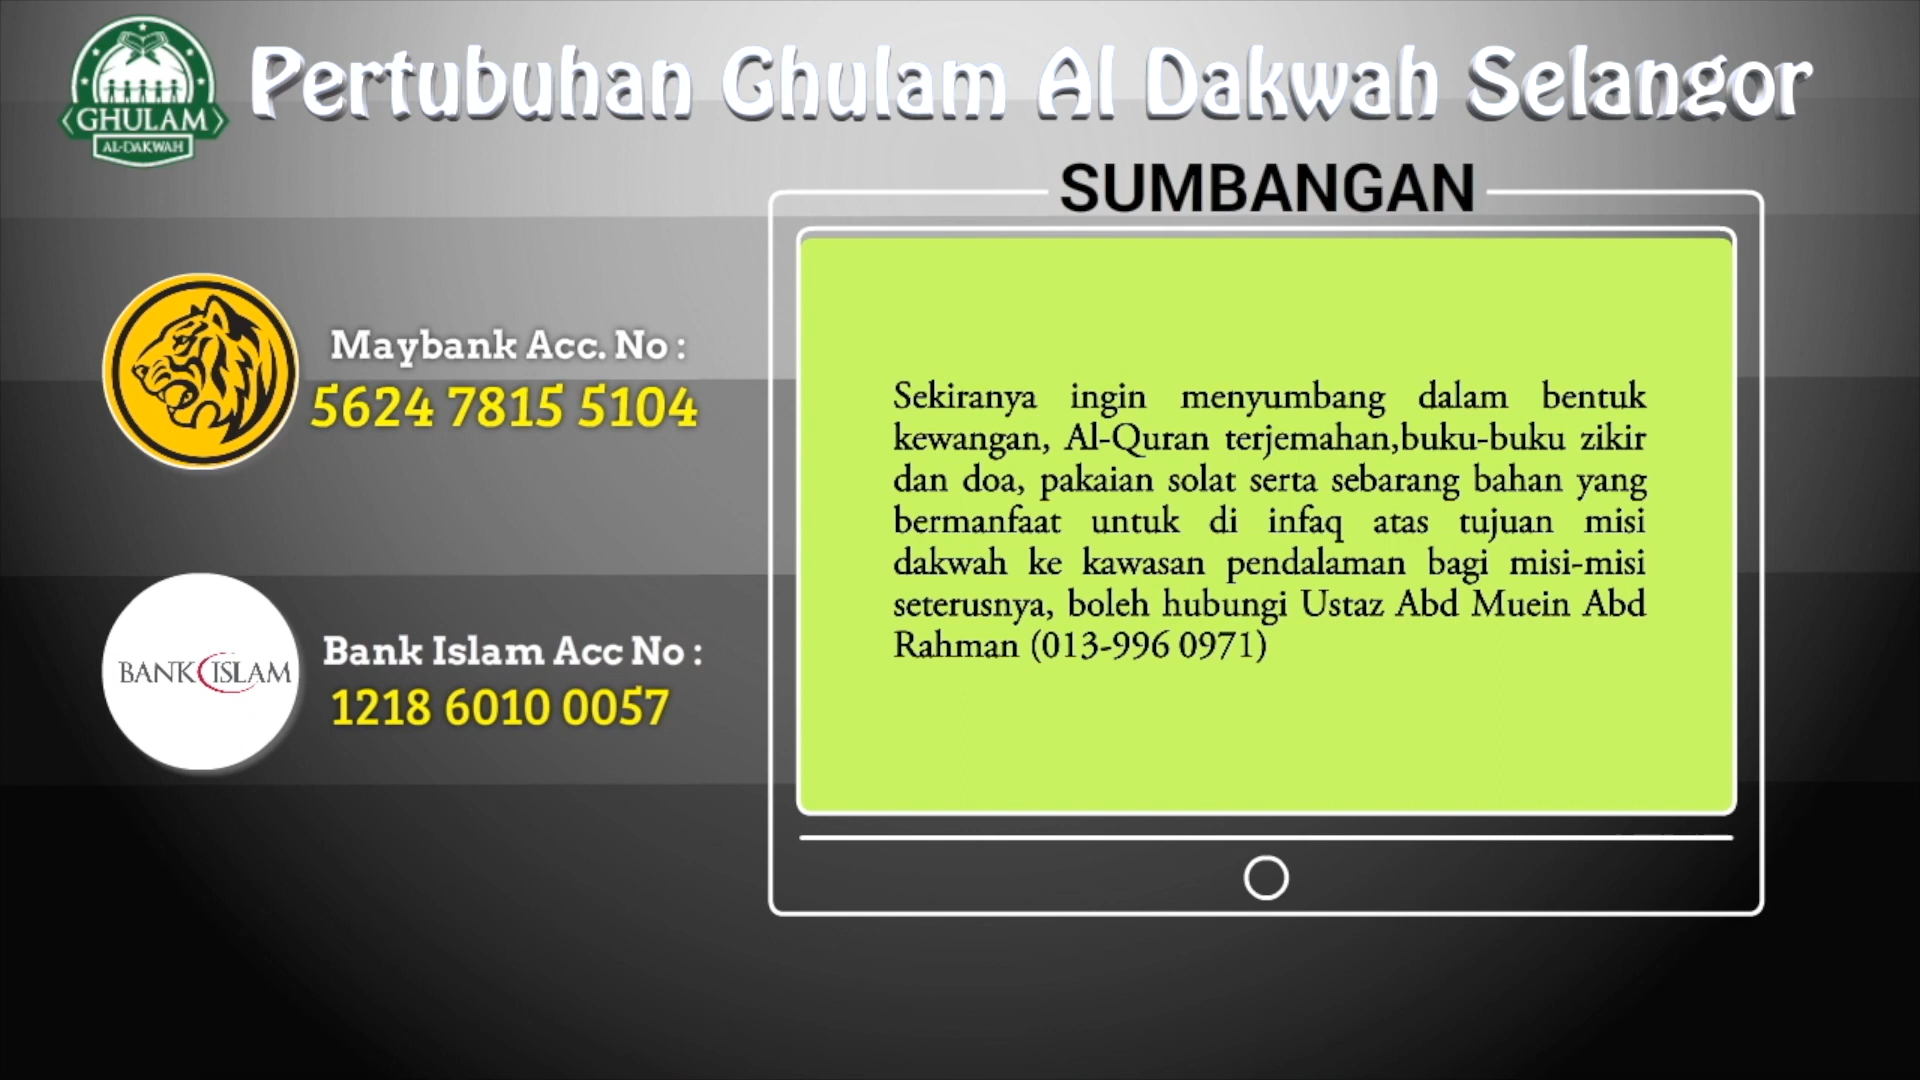 GHULAM
AL-DAKWAH
Pertubuhan Ghulam Al Dakwah Selangor
SUMBANGAN
Maybank Acc. No :
5624 7815 5104
BANK ISLAM
Bank Islam Acc No :
1218 6010 0057
Sekiranya ingin menyumbang dalam bentuk
kewangan, Al-Quran terjemahan,buku-buku zikir
dan doa, pakaian solat serta sebarang bahan yang
bermanfaat untuk di infaq atas tujuan misi
dakwah ke kawasan pendalaman bagi misi-misi
seterusnya, boleh hubungi Ustaz Abd Muein Abd
Rahman (013-996 0971)